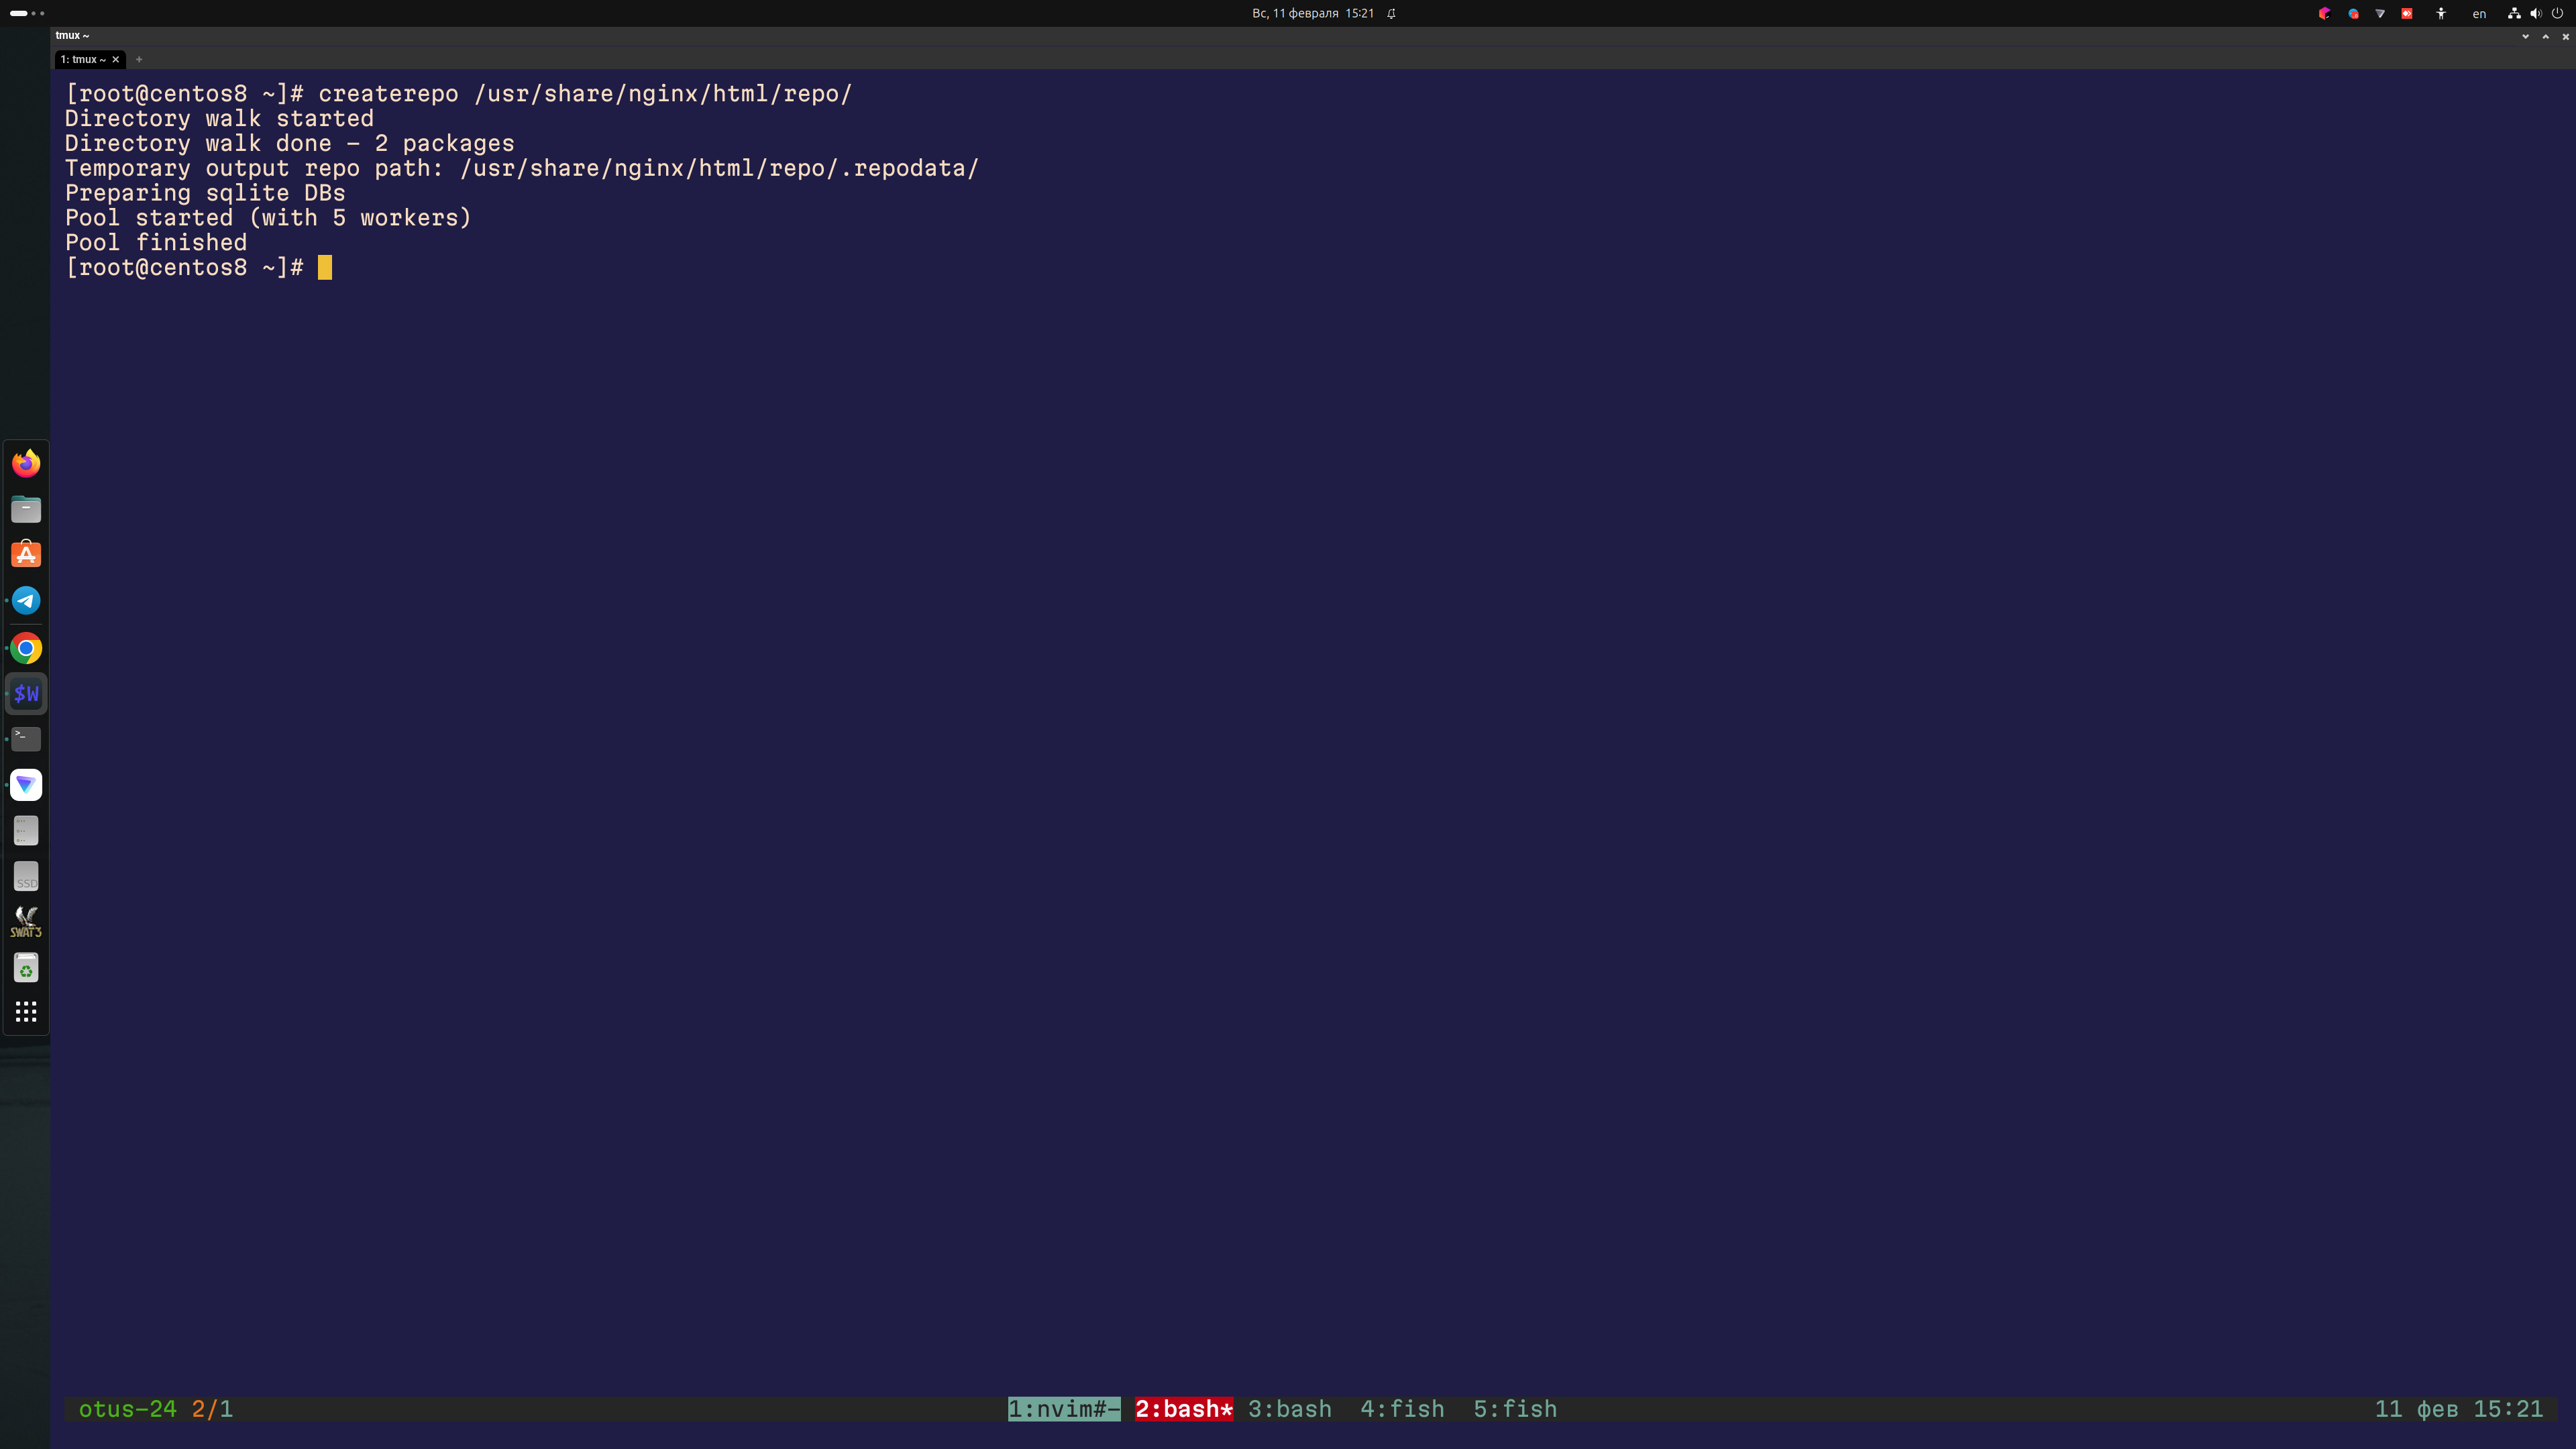 Вс, 11 февраля 15:21
en
tmux ~
1: tmux ~
[root@centos8 ~]# createrepo /usr/share/nginx/html/repo/
Directory walk started
Directory walk done - 2 packages
Temporary output repo path: /usr/share/nginx/html/repo/.repodata/
Preparing sqlite DBs
Pool started (with 5 workers)
Pool finished
[root@centos8 ~]#
$W
>_
SSD
SWAT3
otus-24 2/1 1:nvim#- 2:bash* 3:bash 4:fish 5:fish 11 фев 15:21